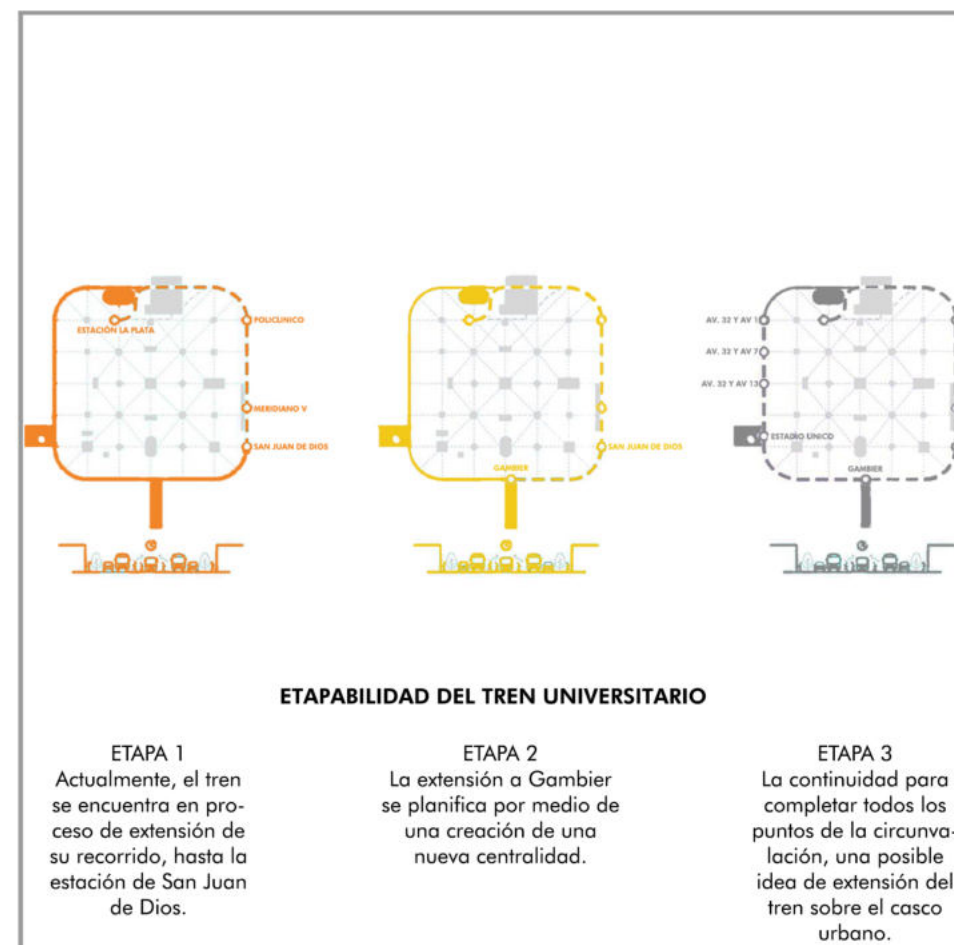 ESTACIÓN LA PLATA
POLICLINICO
MERIDIANO V
SAN JUAN DE DIOS
GAMBIER
SAN JUAN DE DIOS
AV. 32 Y AV 1
AV. 32 Y AV 7
AV. 32 Y AV 13
ESTADIO UNICO
GAMBIER
ETAPABILIDAD DEL TREN UNIVERSITARIO
ETAPA 1
Actualmente, el tren
se encuentra en pro-
ceso de extensión de
su recorrido, hasta la
estación de San Juan
de Dios.
ETAPA 2
La extensión a Gambier
se planifica por medio de
una creación de una
nueva centralidad.
ETAPA 3
La continuidad para
completar todos los
puntos de la circunva-
lación, una posible
idea de extensión del
tren sobre el casco
urbano.